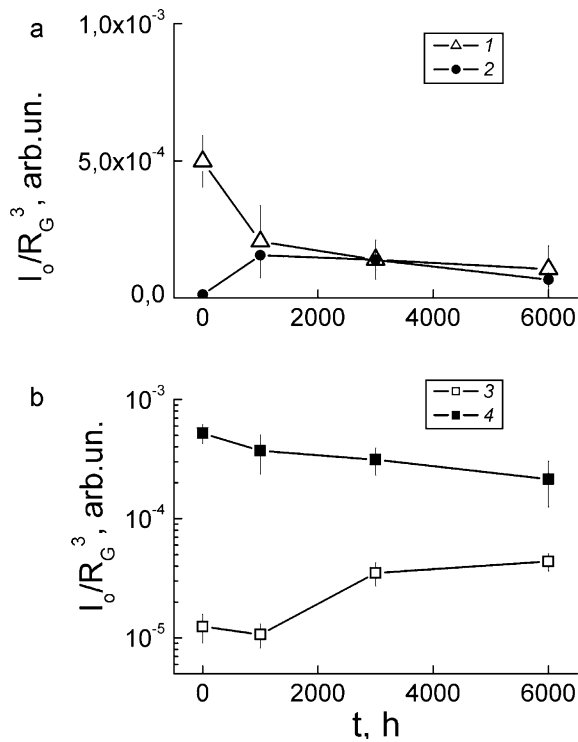 a
1,0x10⁻³
5,0x10⁻⁴
0,0
I₀/R_G³, arb.un.
1
2
0 2000 4000 6000
b
10⁻³
10⁻⁴
10⁻⁵
I₀/R_G³, arb.un.
3
4
0 2000 4000 6000
t, h